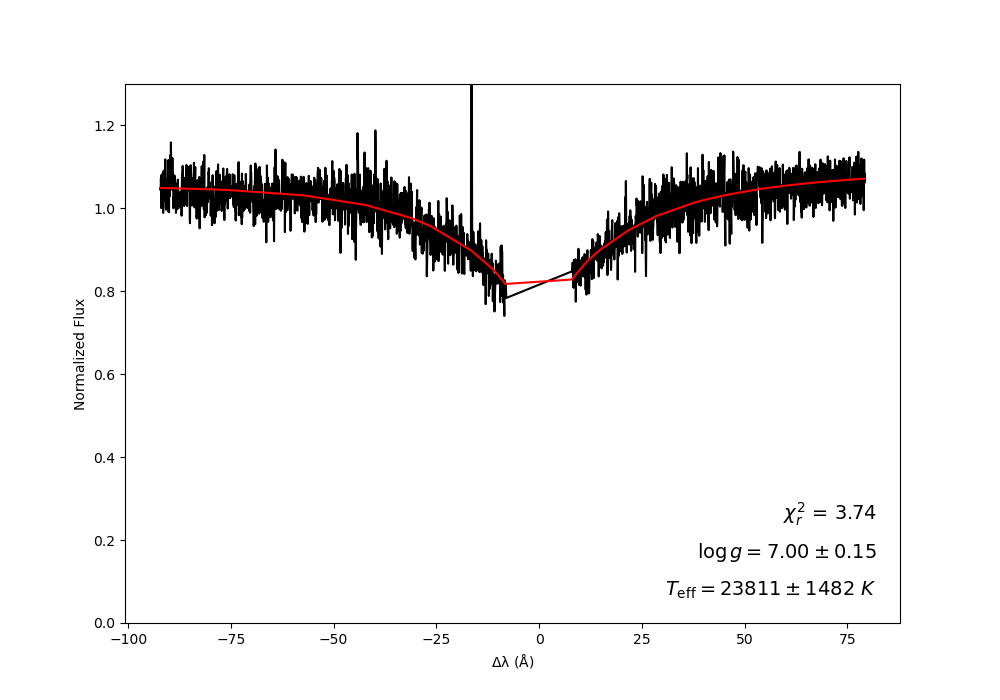 1.2
1.0
0.8
0.6
0.4
0.2
0.0
Normalized Flux
χ²ᵣ = 3.74
log g = 7.00 ± 0.15
T_eff = 23811 ± 1482 K
−100 −75 −50 −25 0 25 50 75
Δλ (Å)